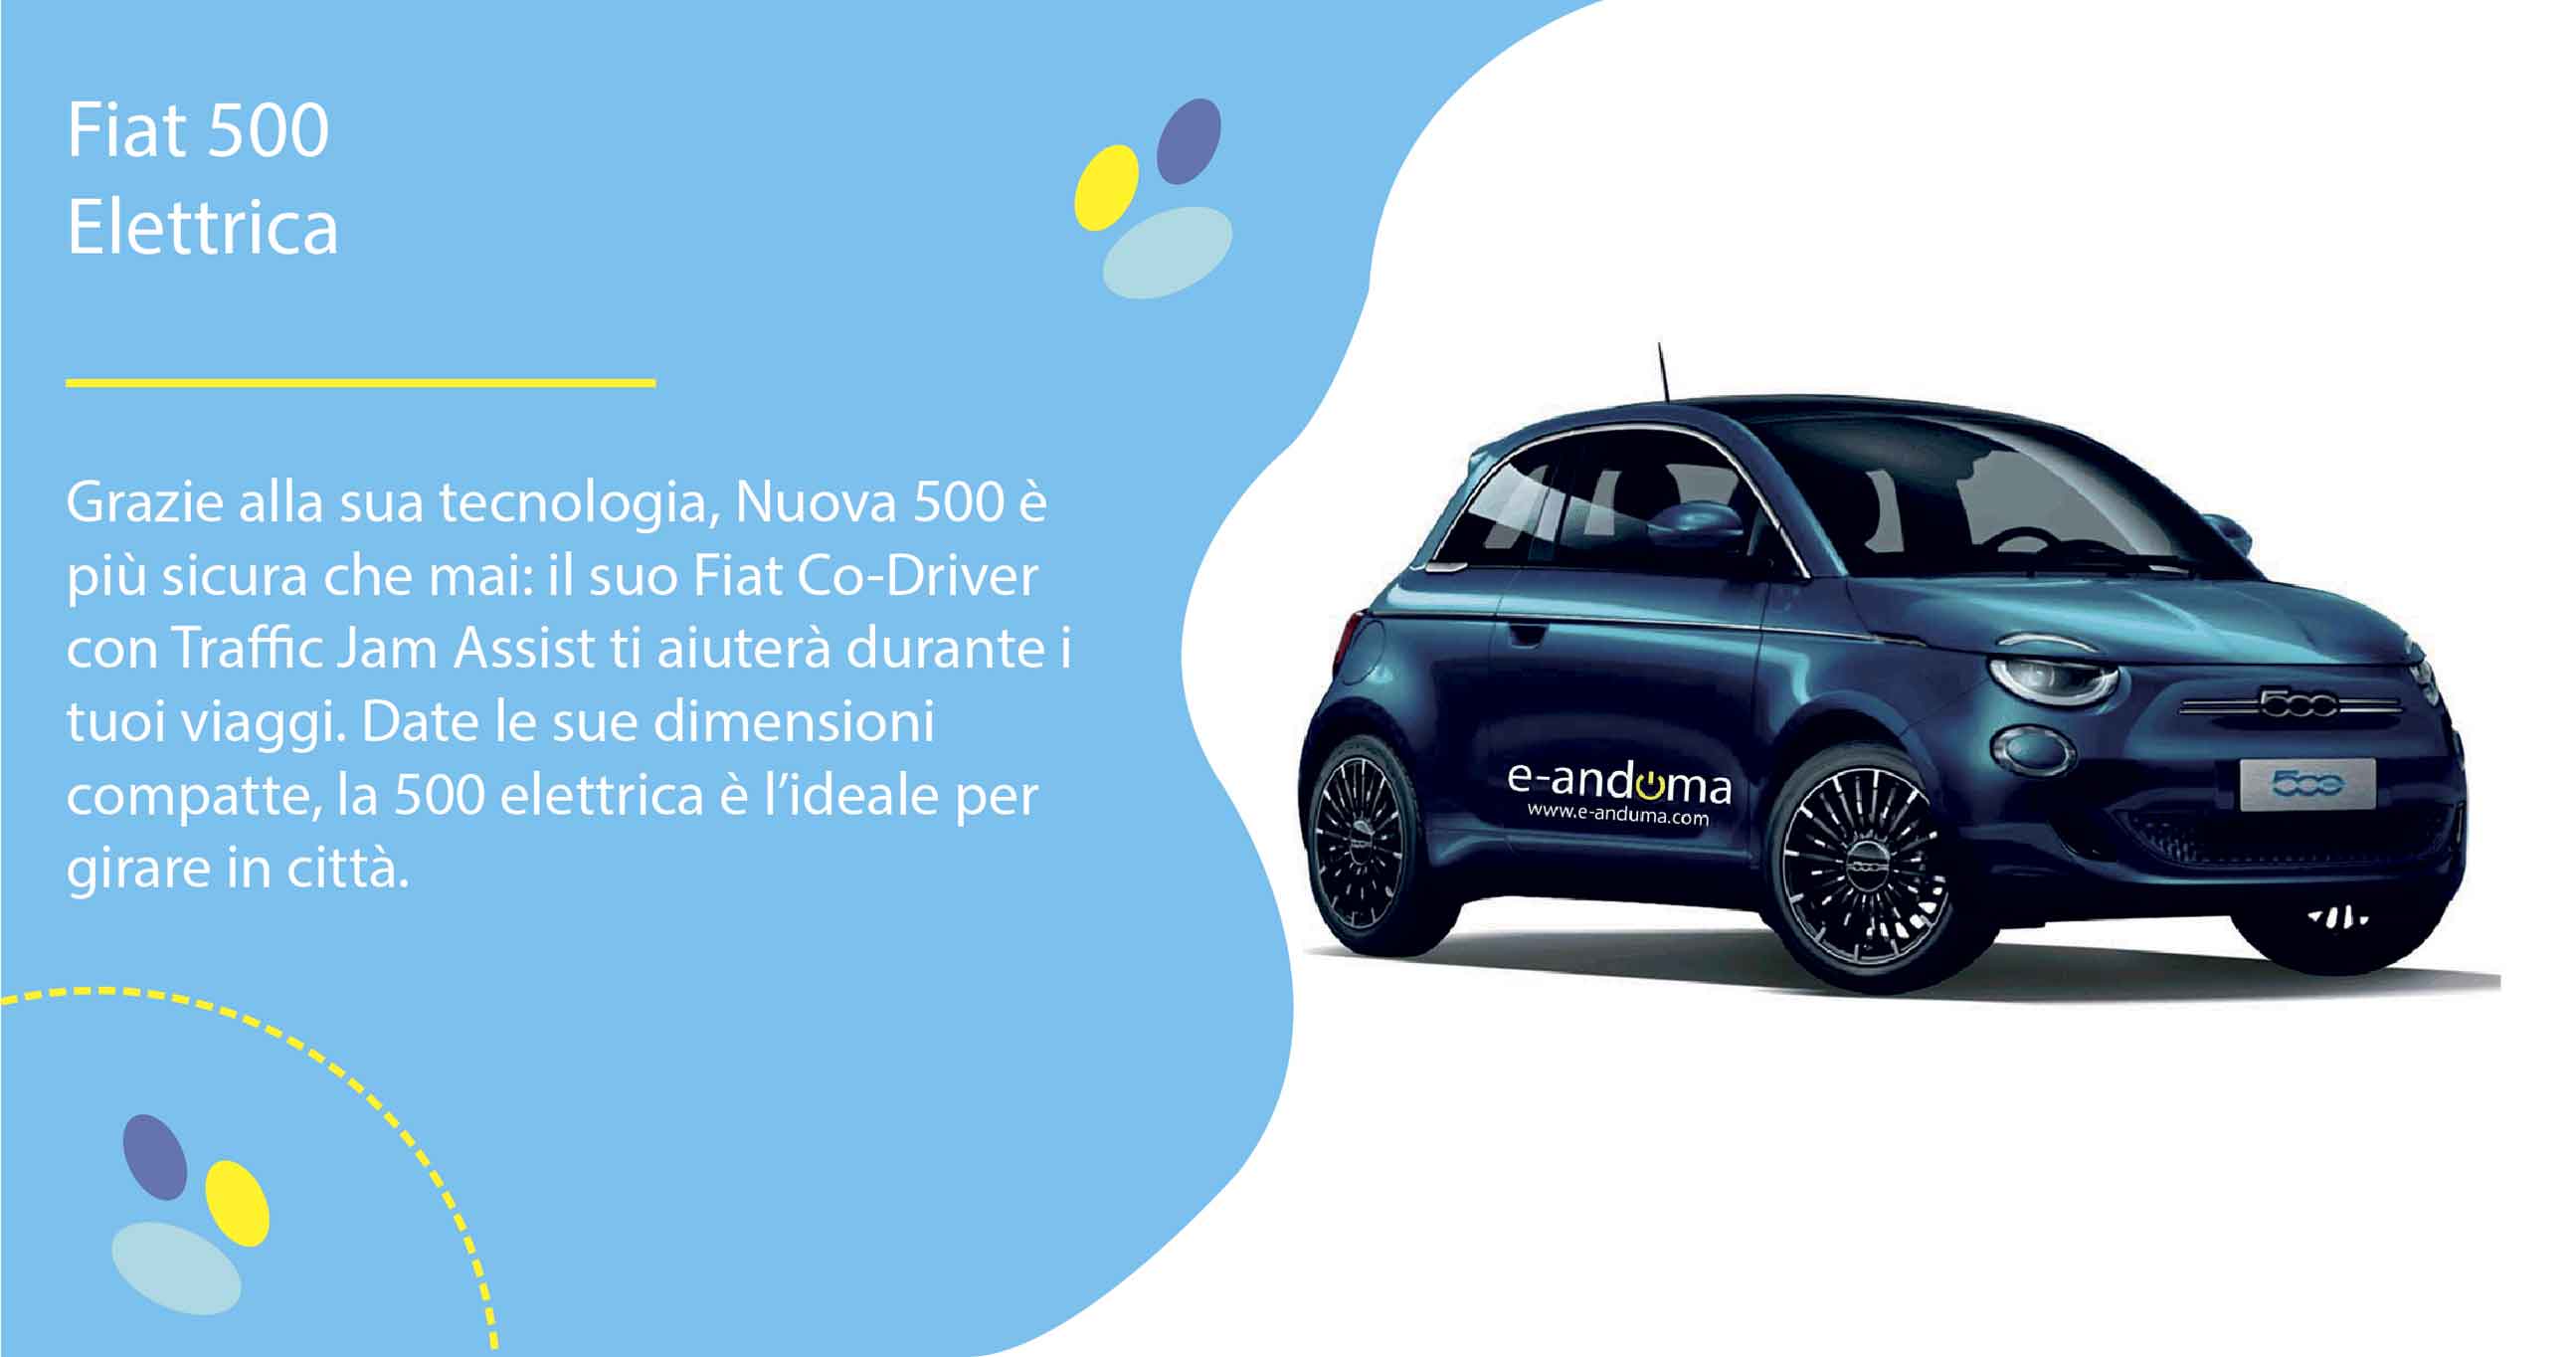 Fiat 500
Elettrica
Grazie alla sua tecnologia, Nuova 500 è
più sicura che mai: il suo Fiat Co-Driver
con Traffic Jam Assist ti aiuterà durante i
tuoi viaggi. Date le sue dimensioni
compatte, la 500 elettrica è l’ideale per
girare in città.
500
500
e-anduma
www.e-anduma.com
500